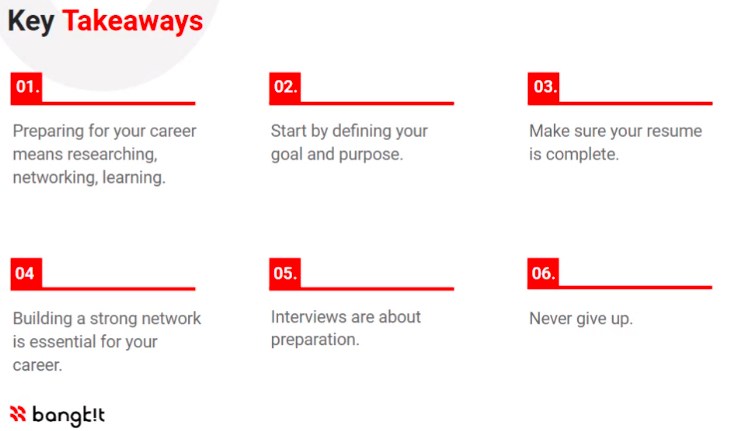 Key Takeaways
01.
Preparing for your career
means researching,
networking, learning.
02.
Start by defining your
goal and purpose.
03.
Make sure your resume
is complete.
04
Building a strong network
is essential for your
career.
05.
Interviews are about
preparation.
06.
Never give up.
bangk!t